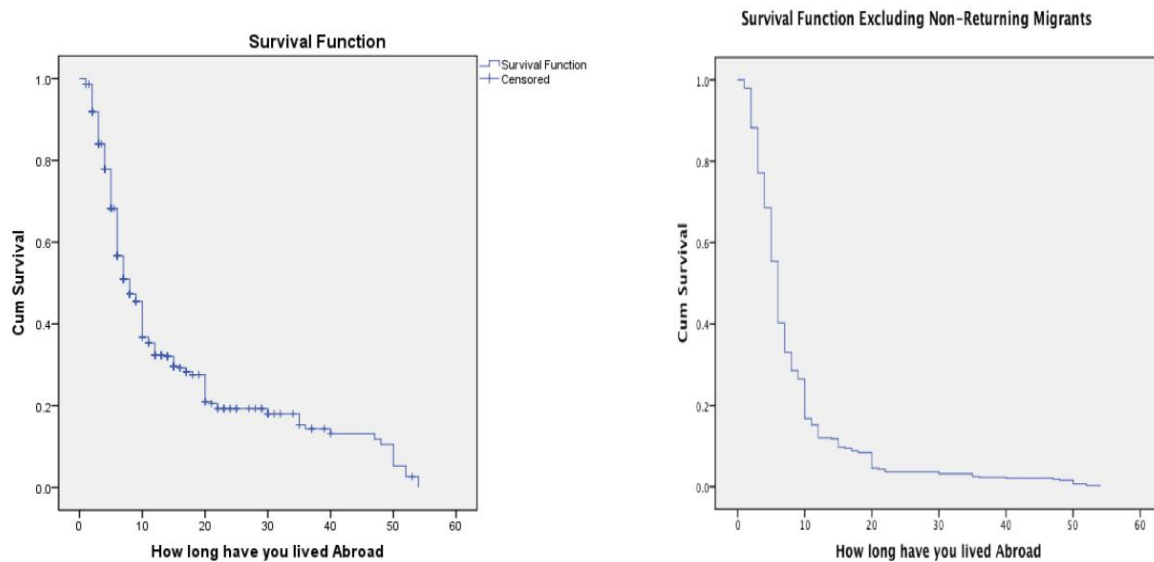 Survival Function
Survival Function
Censored
Cum Survival
1.0
0.8
0.6
0.4
0.2
0.0
0 10 20 30 40 50 60
How long have you lived Abroad
Survival Function Excluding Non-Returning Migrants
Cum Survival
1.0
0.8
0.6
0.4
0.2
0.0
0 10 20 30 40 50 60
How long have you lived Abroad